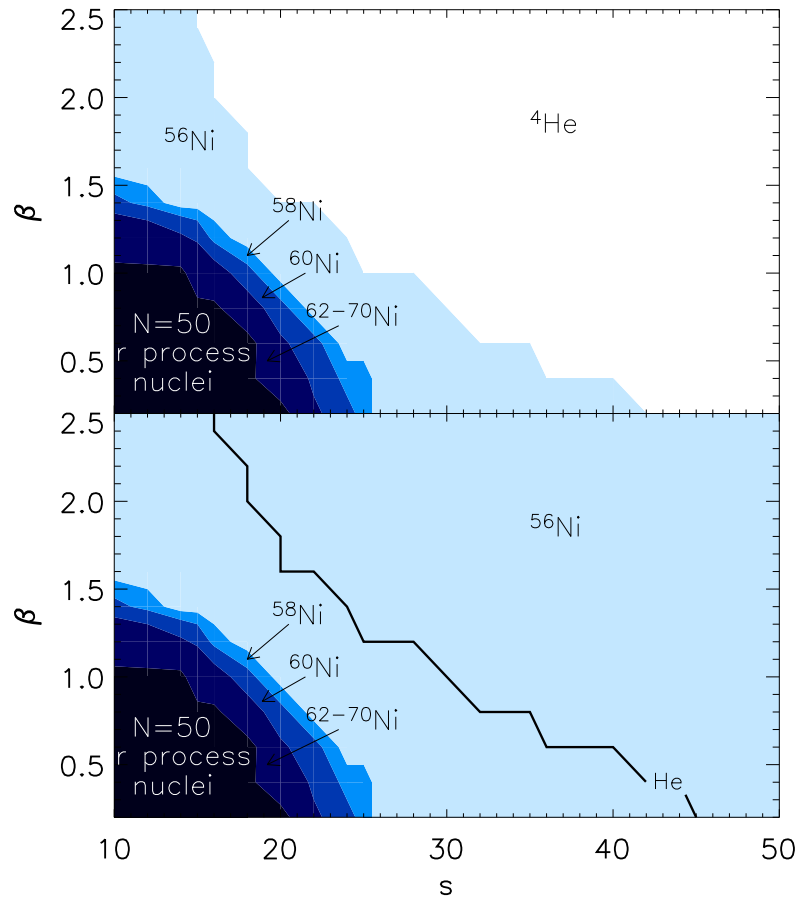 2.5
2.0
1.5
1.0
0.5
β
⁵⁶Ni
⁴He
⁵⁸Ni
⁶⁰Ni
⁶²⁻⁷⁰Ni
N=50
r process
nuclei
2.5
2.0
1.5
1.0
0.5
β
⁵⁶Ni
⁵⁸Ni
⁶⁰Ni
⁶²⁻⁷⁰Ni
N=50
r process
nuclei
He
10 20 30 40 50
s